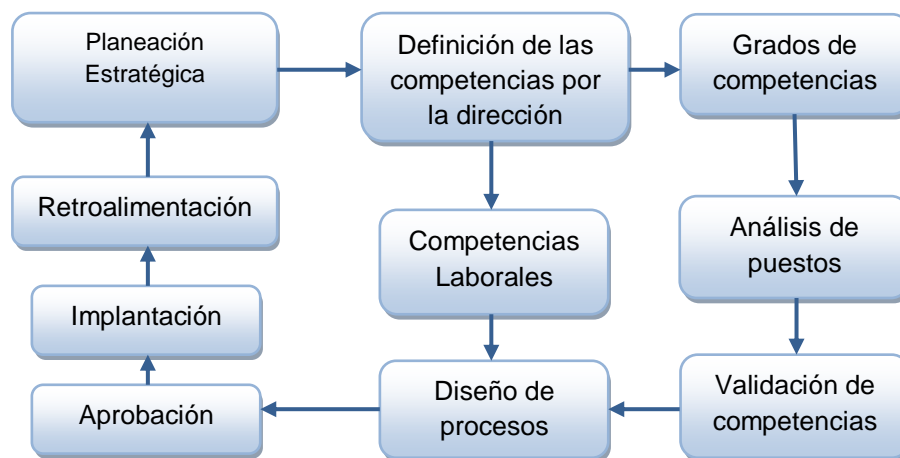 Planeación
Estratégica
Definición de las
competencias por
la dirección
Grados de
competencias
Retroalimentación
Competencias
Laborales
Análisis de
puestos
Implantación
Aprobación
Diseño de
procesos
Validación de
competencias